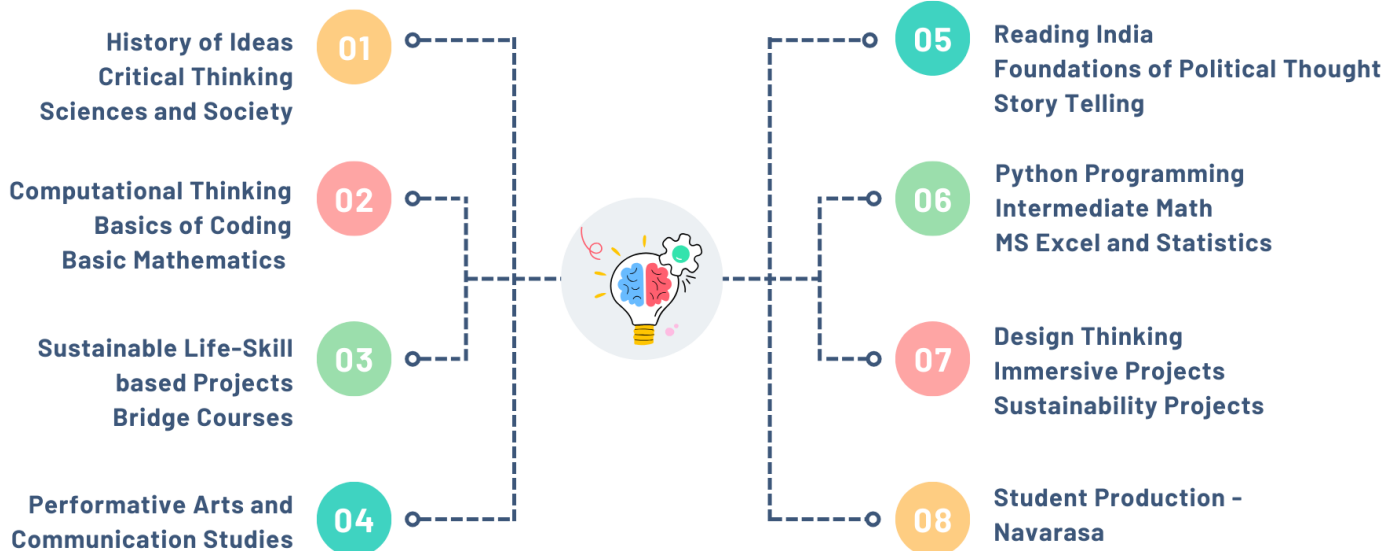 01
History of Ideas
Critical Thinking
Sciences and Society
02
Computational Thinking
Basics of Coding
Basic Mathematics
03
Sustainable Life-Skill
based Projects
Bridge Courses
04
Performative Arts and
Communication Studies
05
Reading India
Foundations of Political Thought
Story Telling
06
Python Programming
Intermediate Math
MS Excel and Statistics
07
Design Thinking
Immersive Projects
Sustainability Projects
08
Student Production -
Navarasa